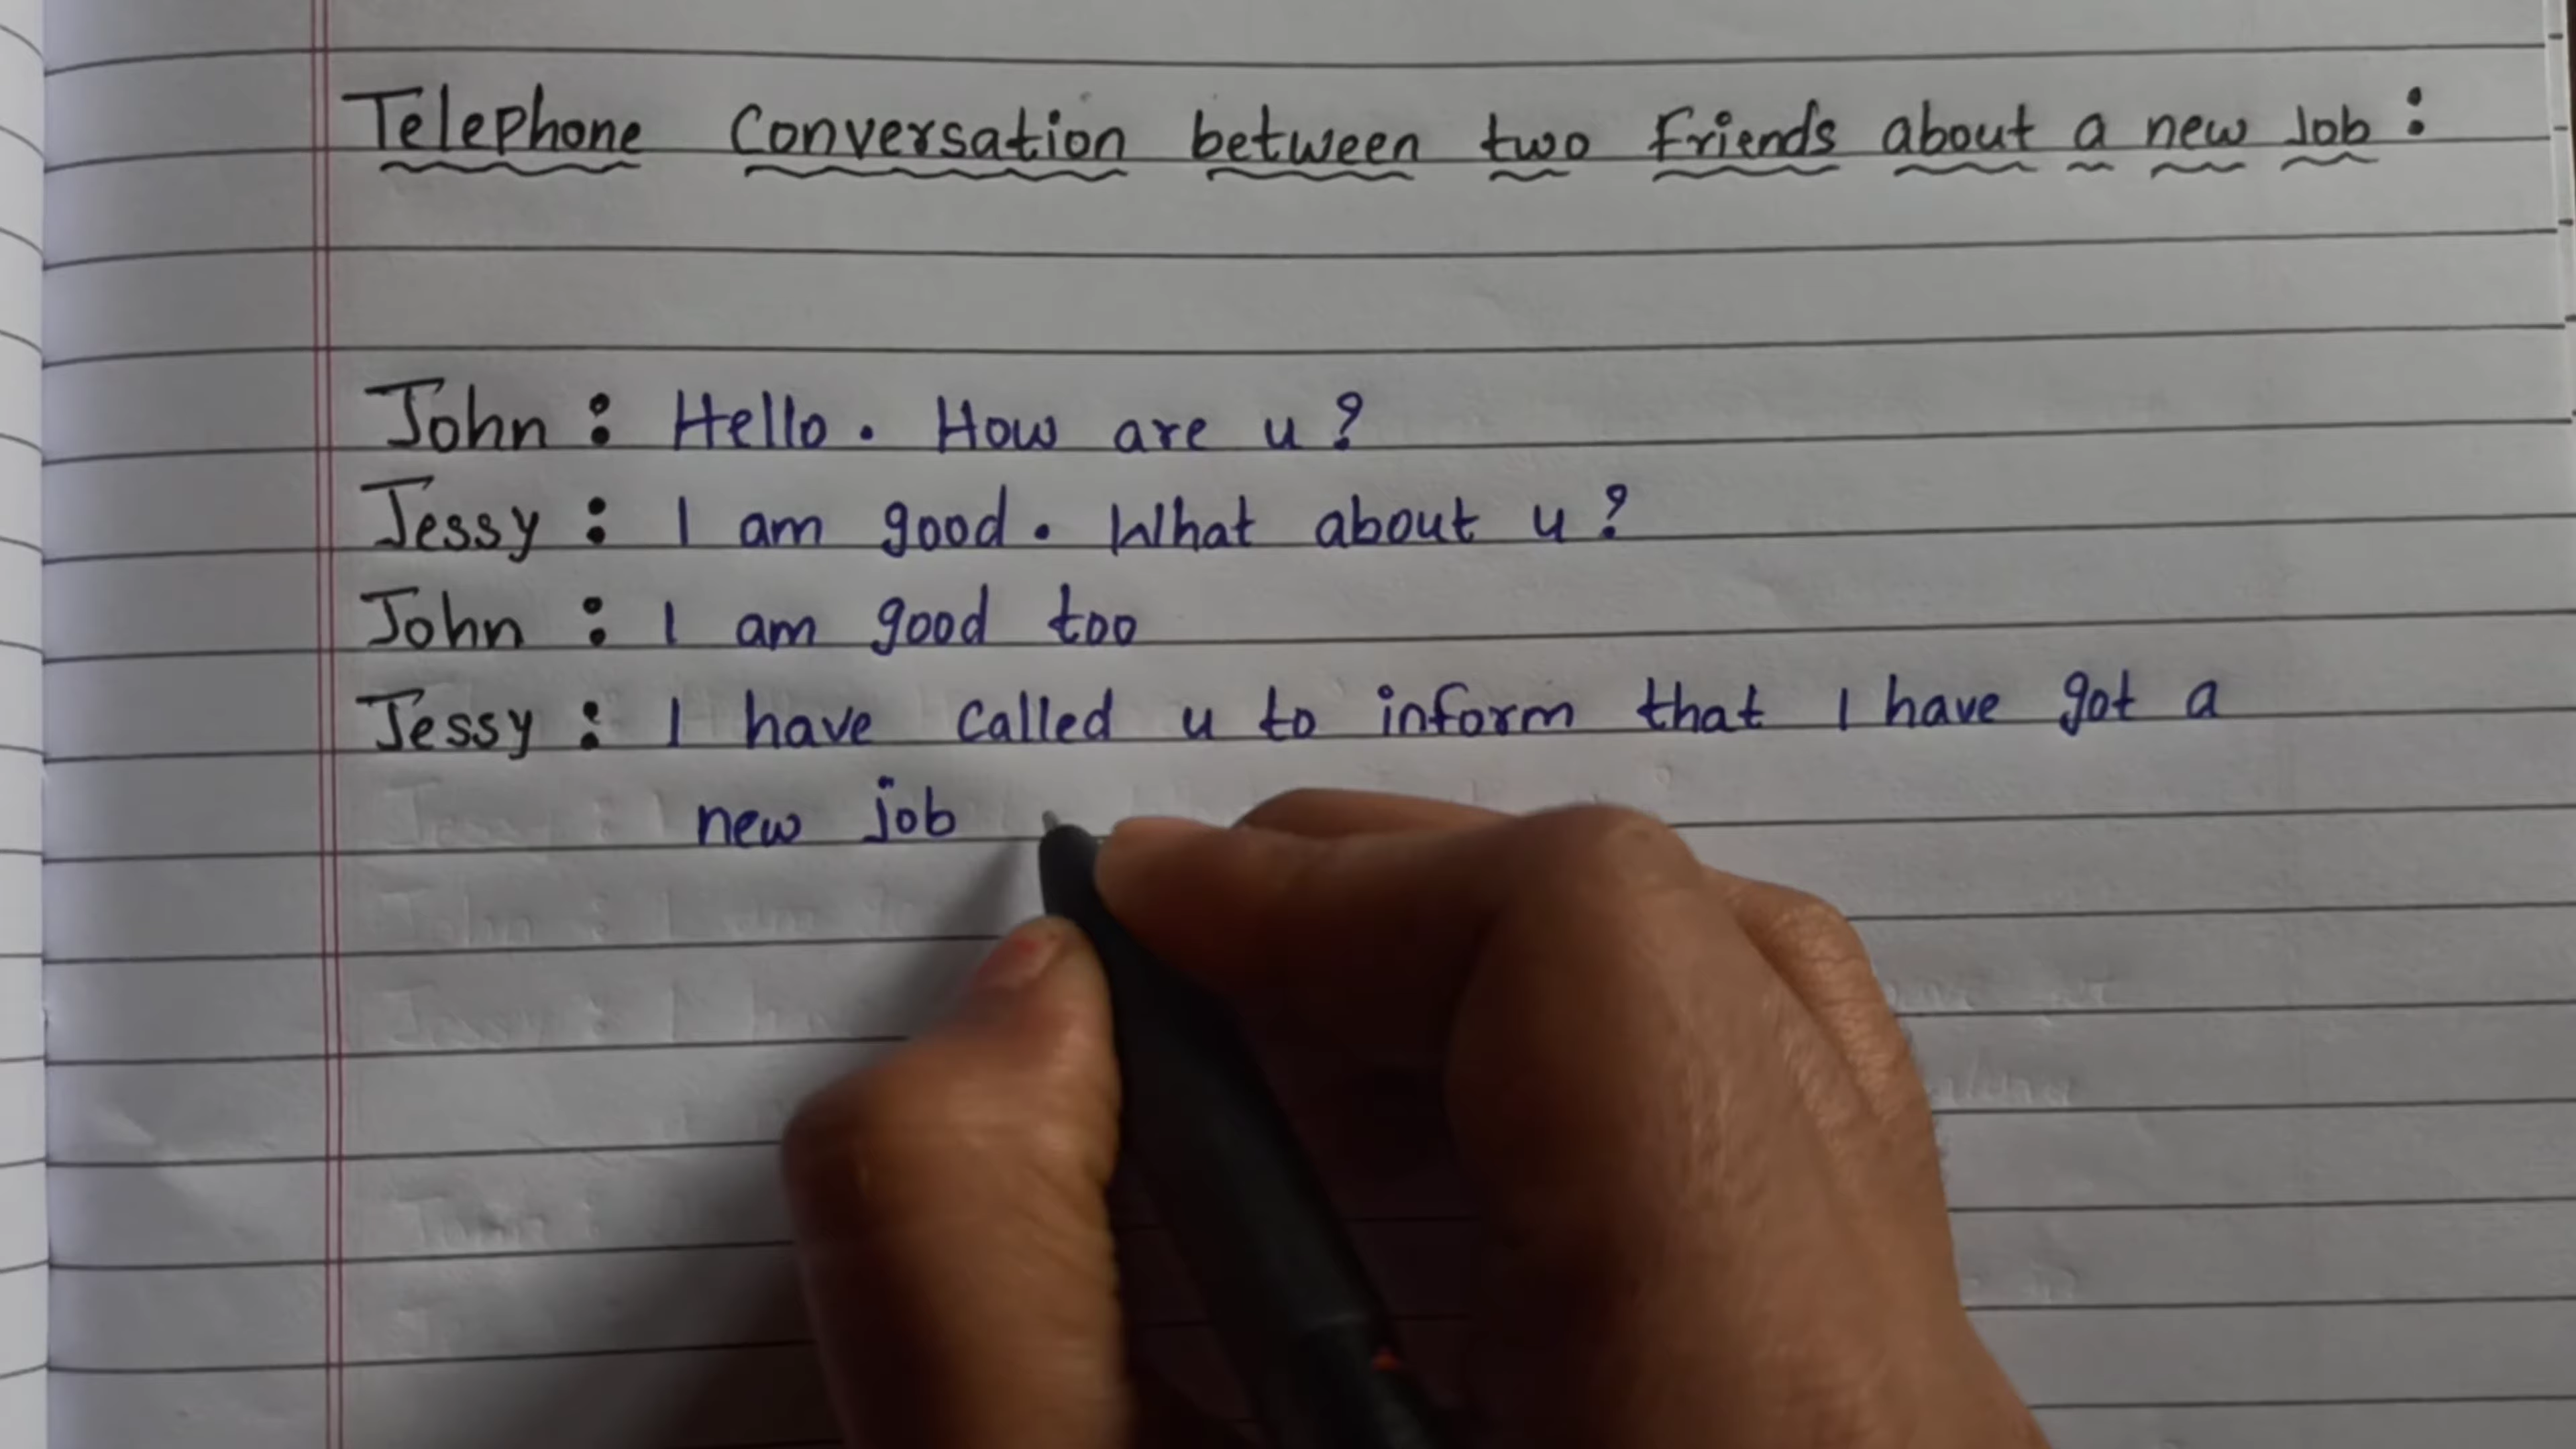 Telephone Conversation between two Friends about a new Job :
John : Hello. How are u?
Jessy : I am good. What about u?
John : I am good too
Jessy : I have called u to inform that I have got a
new job